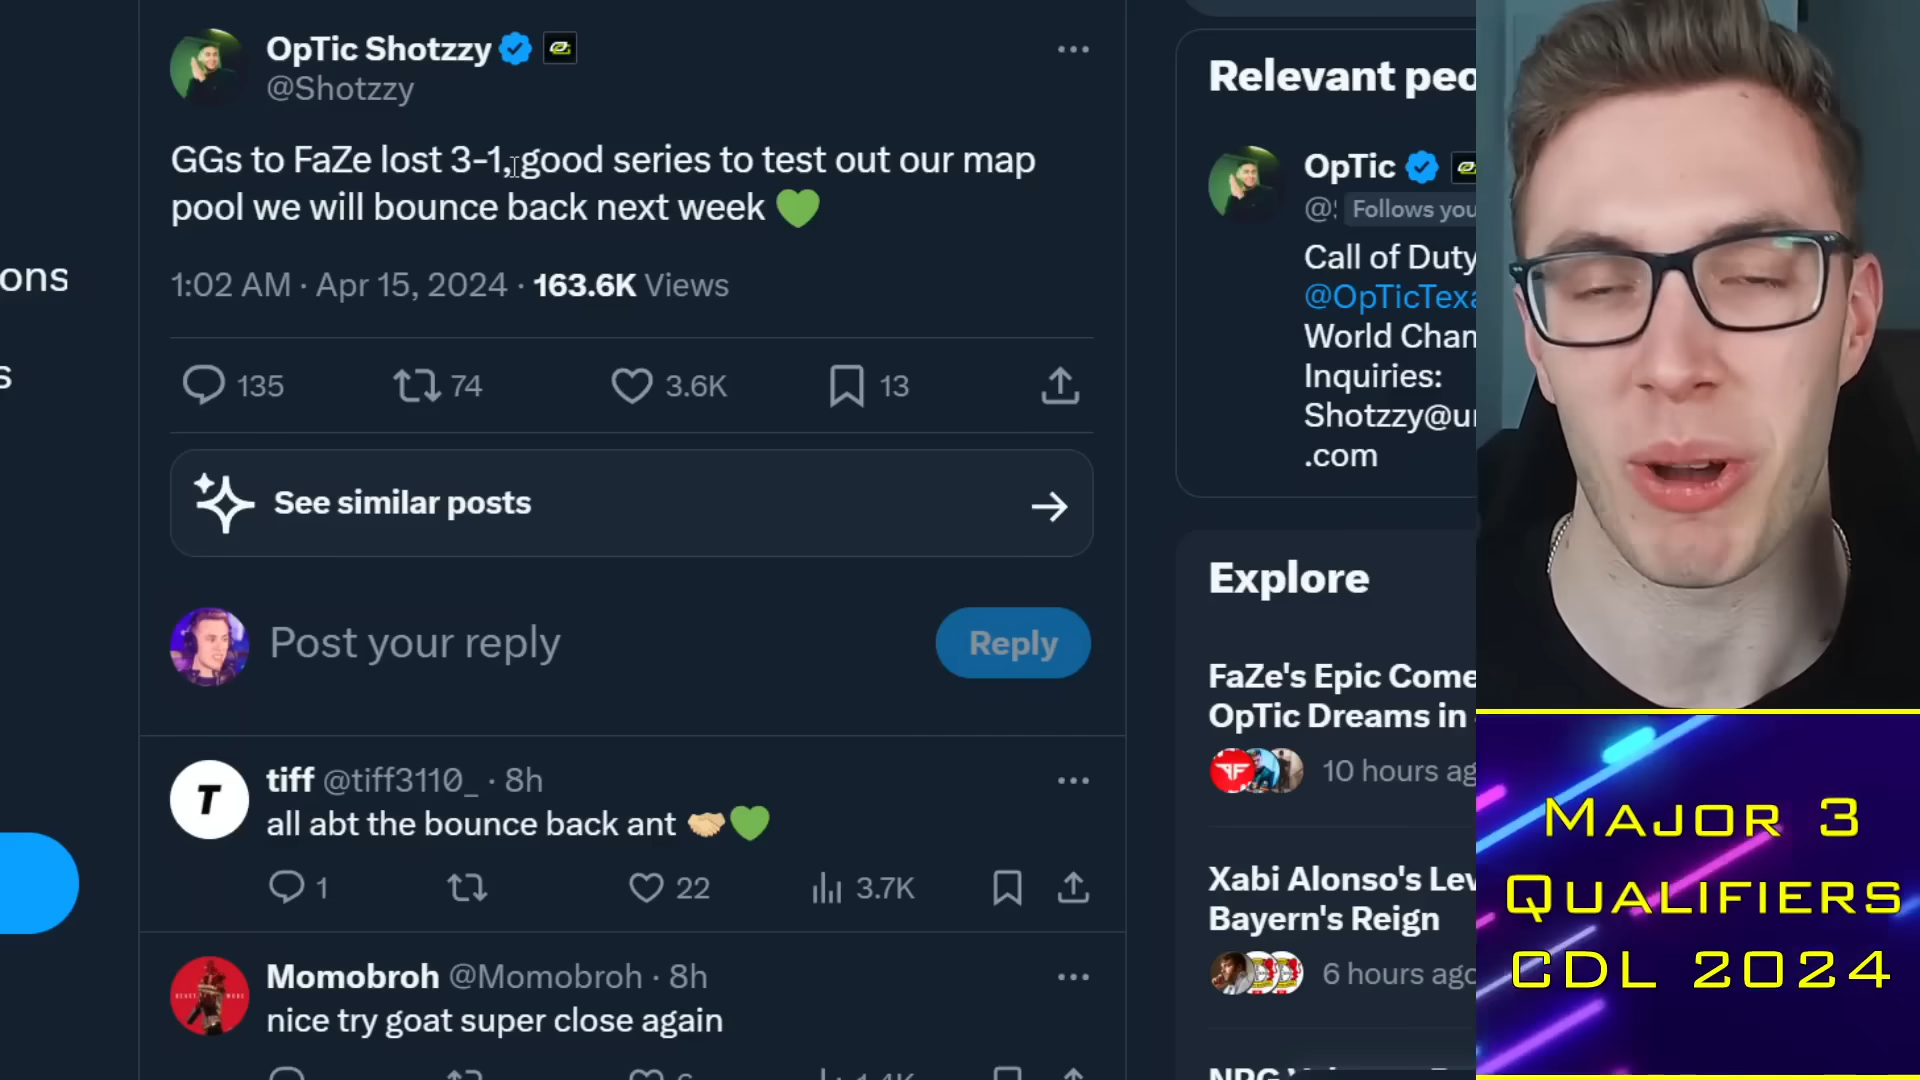 OpTic Shotzzy
@Shotzzy
GGs to FaZe lost 3-1, good series to test out our map
pool we will bounce back next week 💚
1:02 AM · Apr 15, 2024 · 163.6K Views
135 74 3.6K 13
See similar posts
Post your reply
Reply
tiff @tiff3110_ · 8h
all abt the bounce back ant 🤝💚
1 22 3.7K
Momobroh @Momobroh · 8h
nice try goat super close again
ons
s
Relevant peo
OpTic
Follows you
Call of Duty
@OpTicTexa
World Cham
Inquiries:
Shotzzy@u
.com
Explore
FaZe's Epic Come
OpTic Dreams in
10 hours ag
Xabi Alonso's Lev
Bayern's Reign
6 hours ago
MAJOR 3
QUALIFIERS
CDL 2024